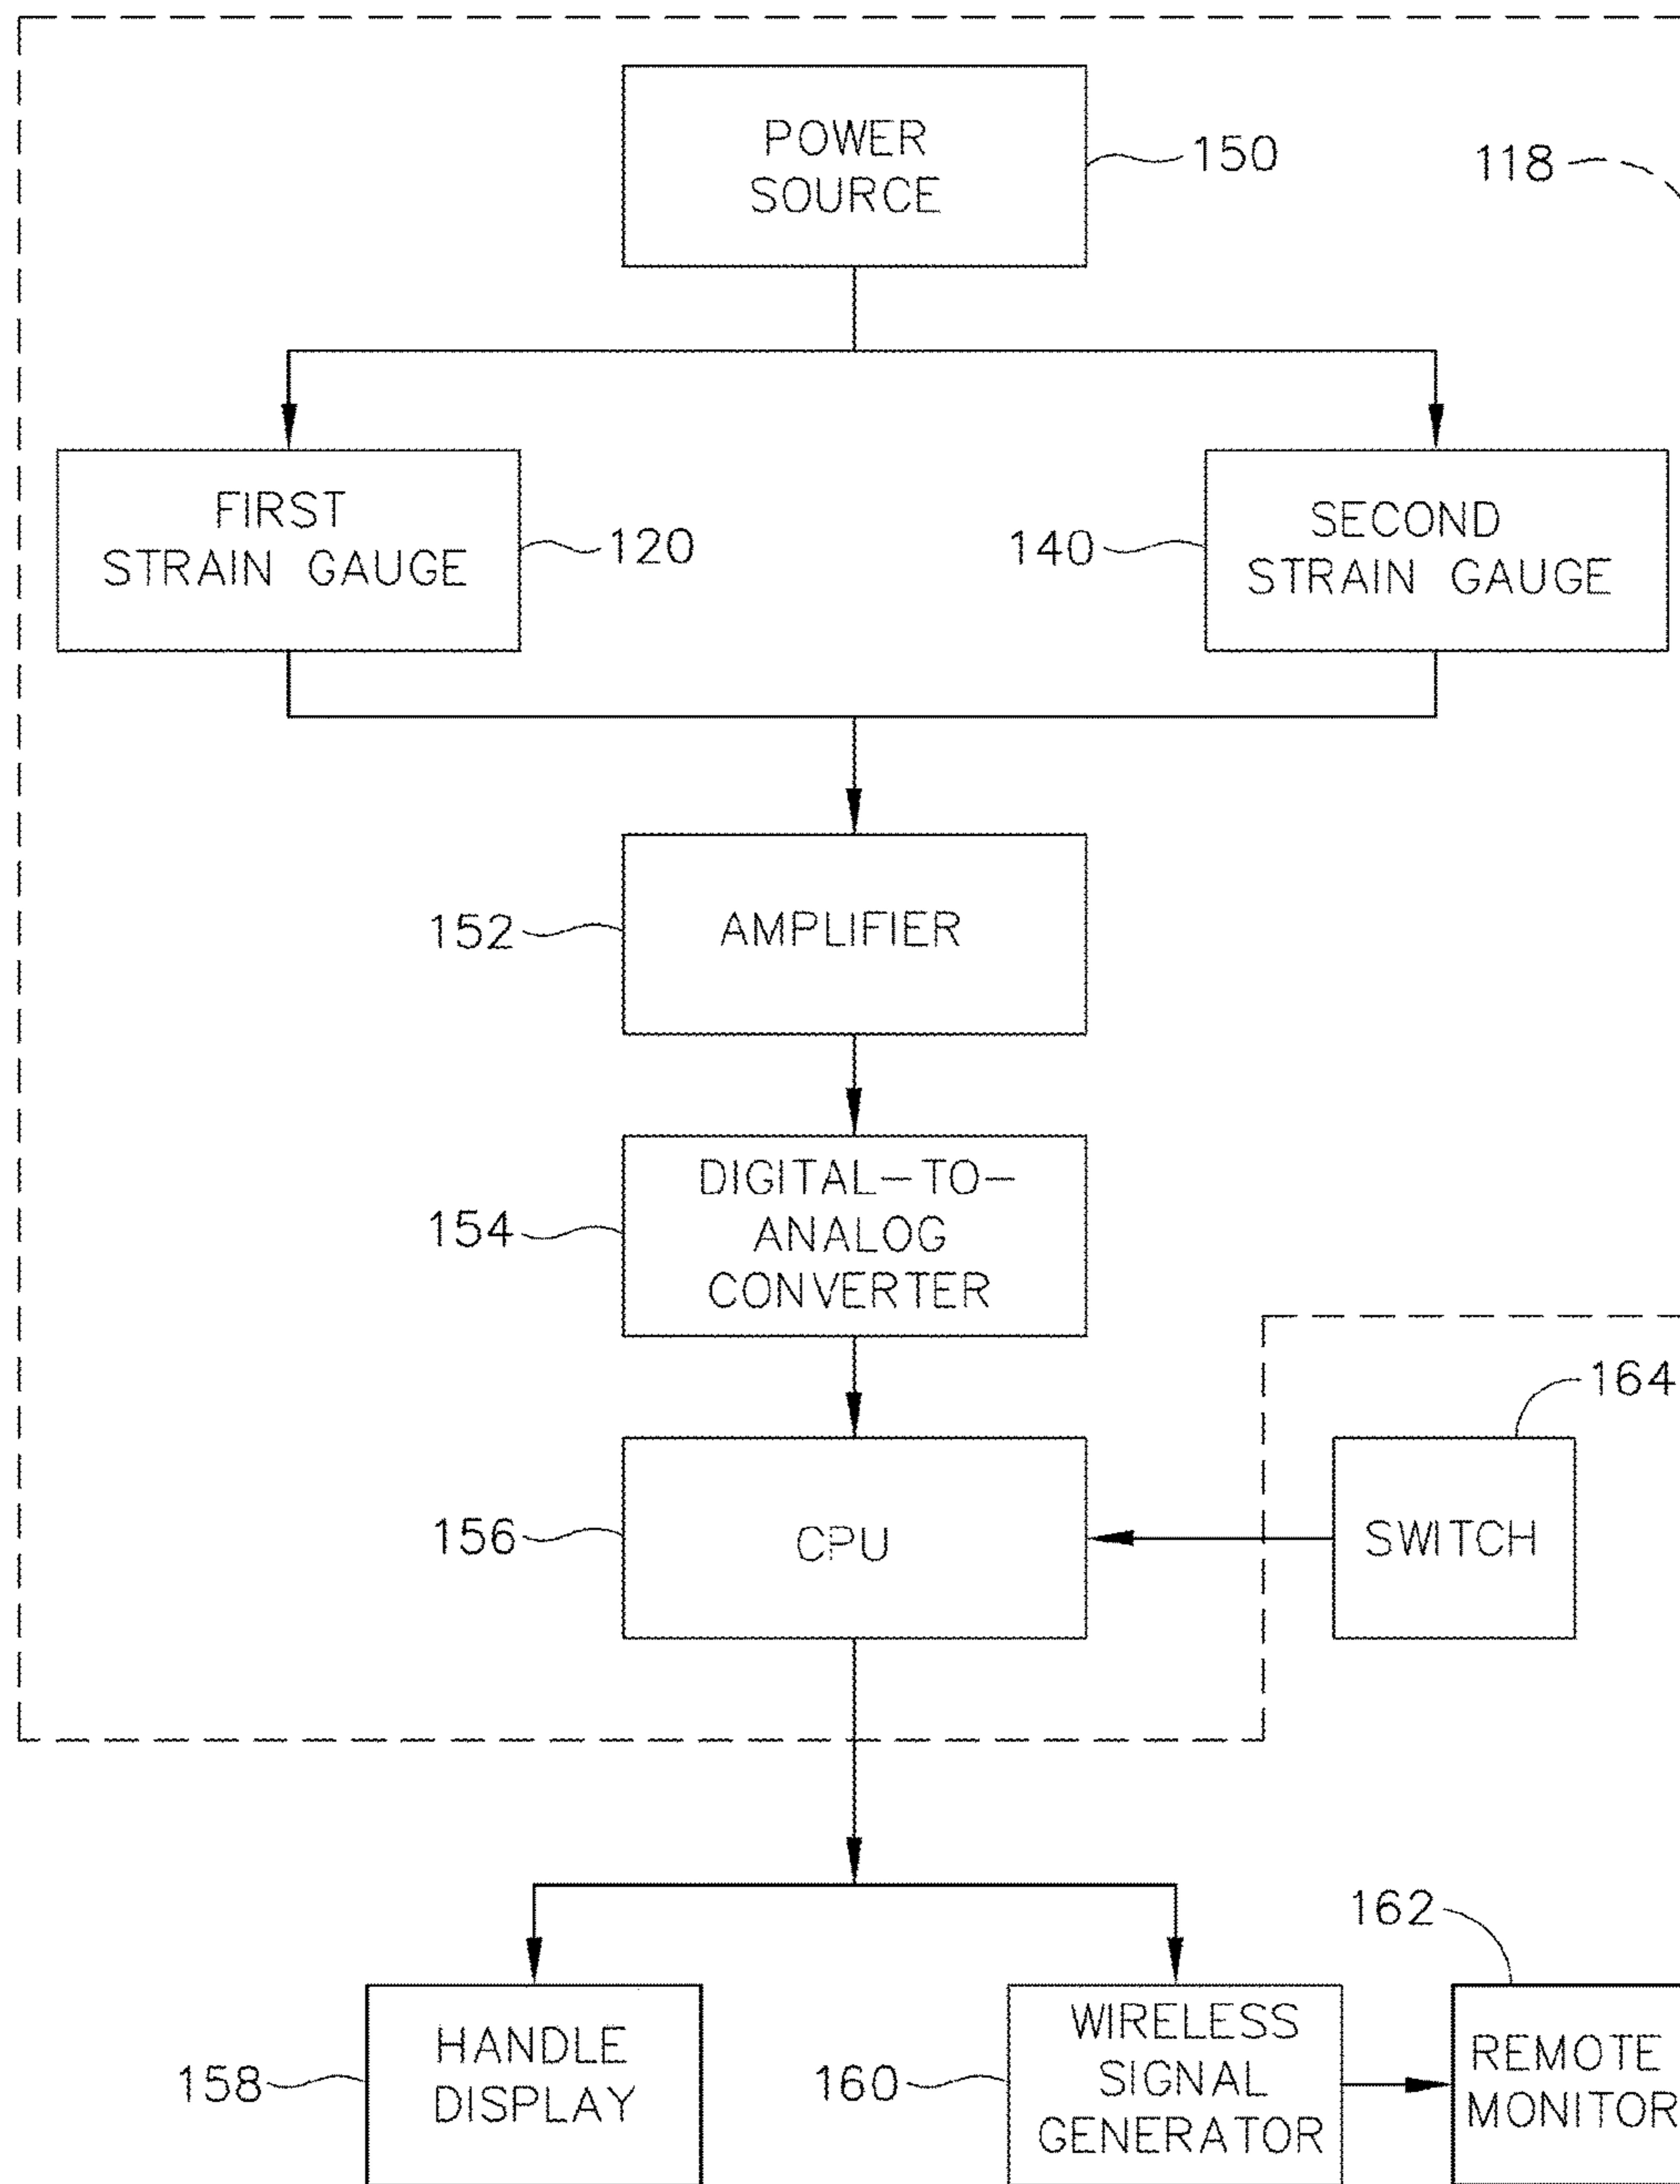 POWER
SOURCE
150
118
FIRST
STRAIN GAUGE
120
140
SECOND
STRAIN GAUGE
152
AMPLIFIER
154
DIGITAL-TO-
ANALOG
CONVERTER
164
156
CPU
SWITCH
162
158
HANDLE
DISPLAY
160
WIRELESS
SIGNAL
GENERATOR
REMOTE
MONITOR